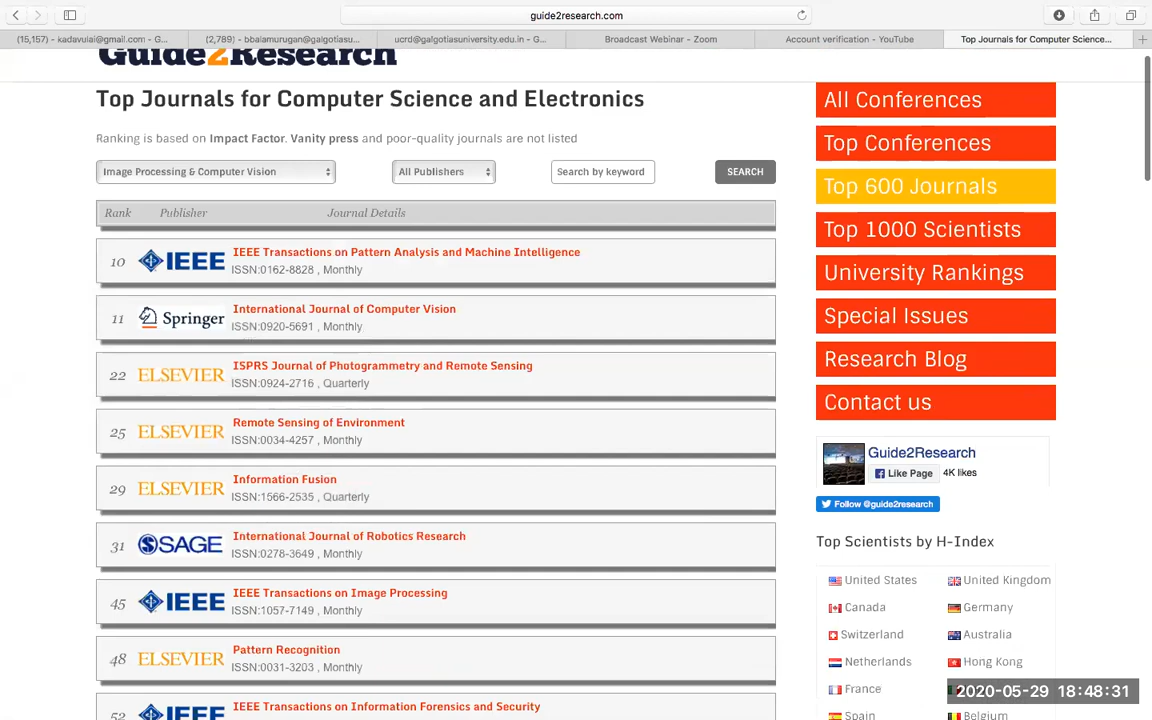 guide2research.com
(15,157) - kadavulai@gmail.com - G...
(2,789) - bbalamurugan@galgotiasu...
ucrd@galgotiasuniversity.edu.in - G...
Broadcast Webinar - Zoom
Account verification - YouTube
Top Journals for Computer Science...
Guide2Research
Top Journals for Computer Science and Electronics
Ranking is based on Impact Factor. Vanity press and poor-quality journals are not listed
Image Processing & Computer Vision
All Publishers
Search by keyword
SEARCH
Rank Publisher Journal Details
10 IEEE IEEE Transactions on Pattern Analysis and Machine Intelligence
ISSN:0162-8828 , Monthly
11 Springer International Journal of Computer Vision
ISSN:0920-5691 , Monthly
22 ELSEVIER ISPRS Journal of Photogrammetry and Remote Sensing
ISSN:0924-2716 , Quarterly
25 ELSEVIER Remote Sensing of Environment
ISSN:0034-4257 , Monthly
29 ELSEVIER Information Fusion
ISSN:1566-2535 , Quarterly
31 SAGE International Journal of Robotics Research
ISSN:0278-3649 , Monthly
45 IEEE IEEE Transactions on Image Processing
ISSN:1057-7149 , Monthly
48 ELSEVIER Pattern Recognition
ISSN:0031-3203 , Monthly
52 IEEE IEEE Transactions on Information Forensics and Security
All Conferences
Top Conferences
Top 600 Journals
Top 1000 Scientists
University Rankings
Special Issues
Research Blog
Contact us
Guide2Research
Like Page 4K likes
Follow @guide2research
Top Scientists by H-Index
United States United Kingdom
Canada Germany
Switzerland Australia
Netherlands Hong Kong
France
Spain Belgium
2020-05-29 18:48:31